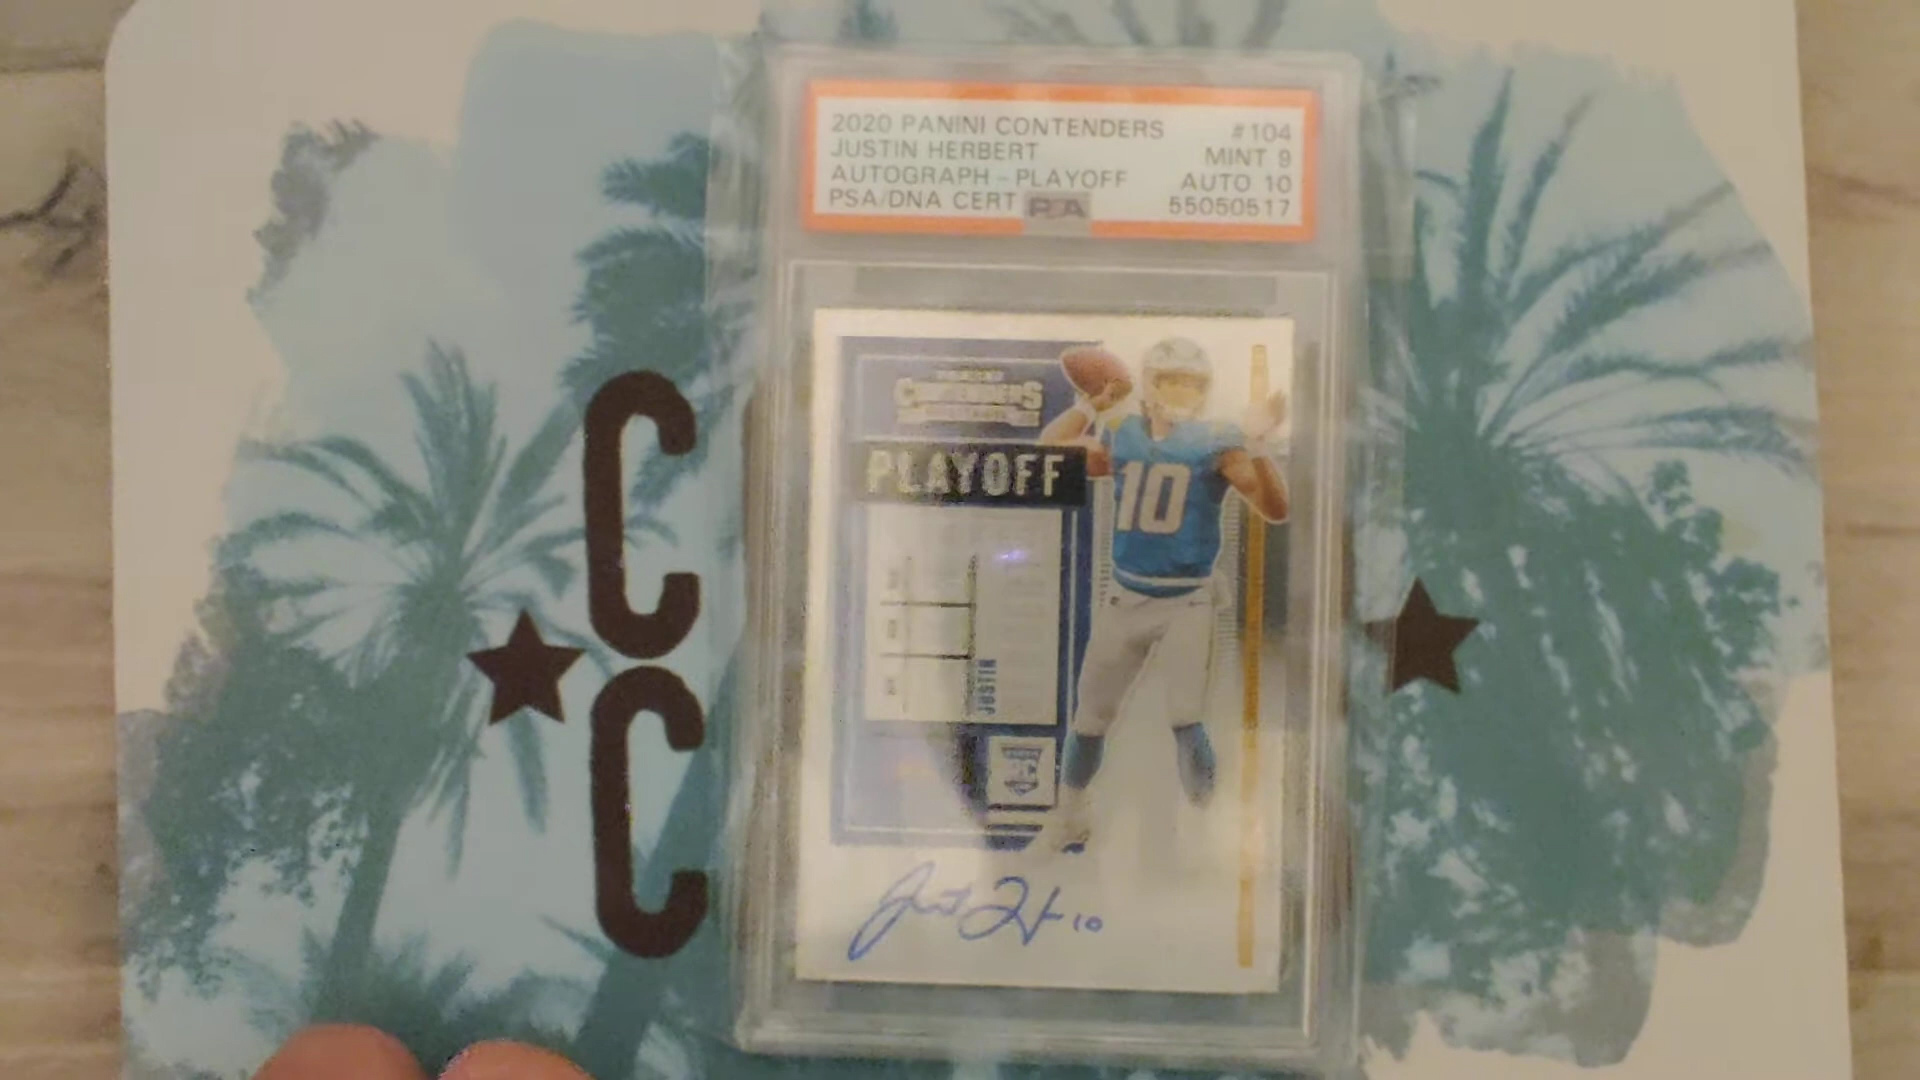 2020 PANINI CONTENDERS #104
JUSTIN HERBERT MINT 9
AUTOGRAPH - PLAYOFF AUTO 10
PSA/DNA CERT PSA 55050517
CONTENDERS
PLAYOFF
10
JUSTIN
10
C
C